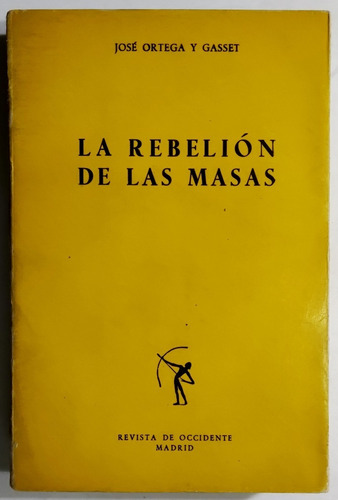 JOSÉ ORTEGA Y GASSET
LA REBELIÓN
DE LAS MASAS
REVISTA DE OCCIDENTE
MADRID